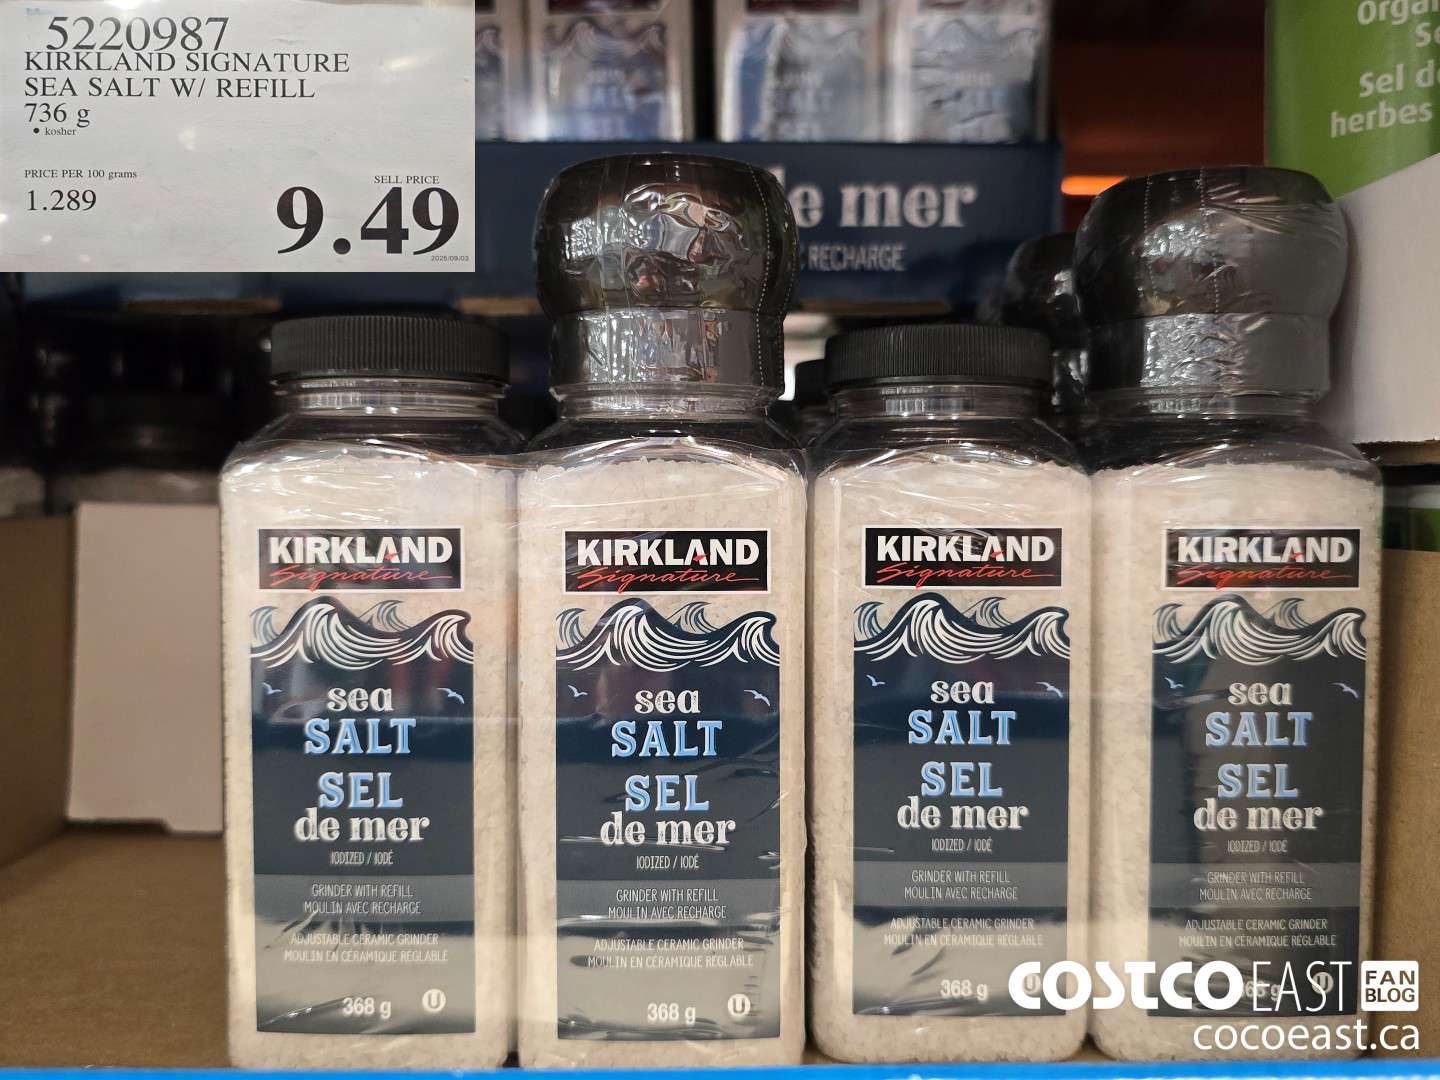 5220987
KIRKLAND SIGNATURE
SEA SALT W/ REFILL
736 g
• kosher
PRICE PER 100 grams
1.289
SELL PRICE
9.49
de mer
RECHARGE
Sel de
herbes
KIRKLAND
Signature
sea
SALT
SEL
de mer
IODIZED / IODÉ
GRINDER WITH REFILL
MOULIN AVEC RECHARGE
ADJUSTABLE CERAMIC GRINDER
MOULIN EN CÉRAMIQUE RÉGLABLE
368 g U
KIRKLAND
Signature
sea
SALT
SEL
de mer
IODIZED / IODÉ
GRINDER WITH REFILL
MOULIN AVEC RECHARGE
ADJUSTABLE CERAMIC GRINDER
MOULIN EN CÉRAMIQUE RÉGLABLE
368 g U
KIRKLAND
Signature
sea
SALT
SEL
de mer
IODIZED / IODÉ
GRINDER WITH REFILL
MOULIN AVEC RECHARGE
ADJUSTABLE CERAMIC GRINDER
MOULIN EN CÉRAMIQUE RÉGLABLE
368 g U
KIRKLAND
Signature
sea
SALT
SEL
de mer
IODIZED / IODÉ
GRINDER WITH REFILL
MOULIN AVEC RECHARGE
ADJUSTABLE CERAMIC GRINDER
MOULIN EN CÉRAMIQUE RÉGLABLE
COSTCO EAST FAN BLOG
cocoeast.ca